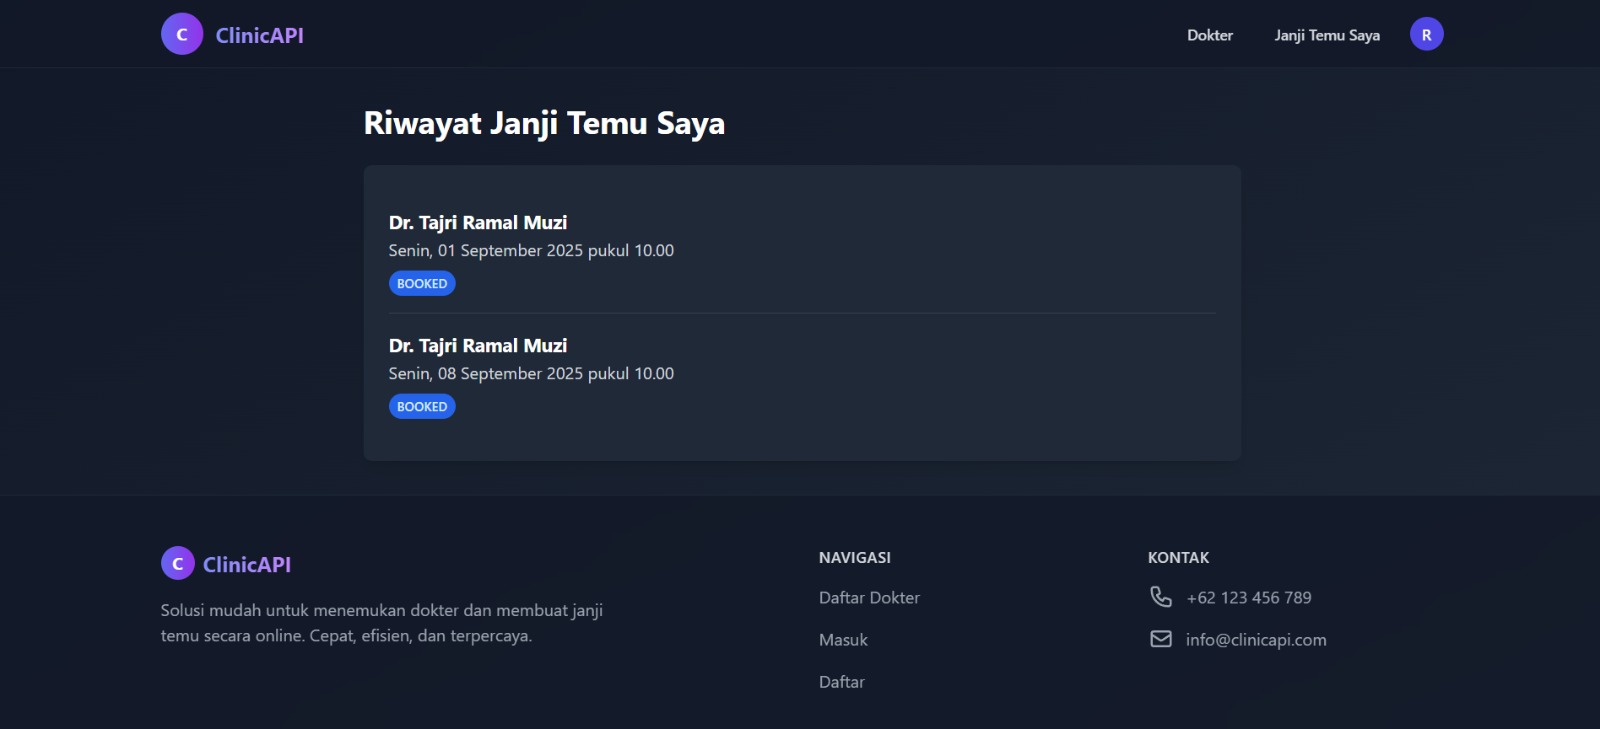 C ClinicAPI
Dokter Janji Temu Saya R
Riwayat Janji Temu Saya
Dr. Tajri Ramal Muzi
Senin, 01 September 2025 pukul 10.00
BOOKED
Dr. Tajri Ramal Muzi
Senin, 08 September 2025 pukul 10.00
BOOKED
C ClinicAPI
Solusi mudah untuk menemukan dokter dan membuat janji
temu secara online. Cepat, efisien, dan terpercaya.
NAVIGASI
Daftar Dokter
Masuk
Daftar
KONTAK
+62 123 456 789
info@clinicapi.com